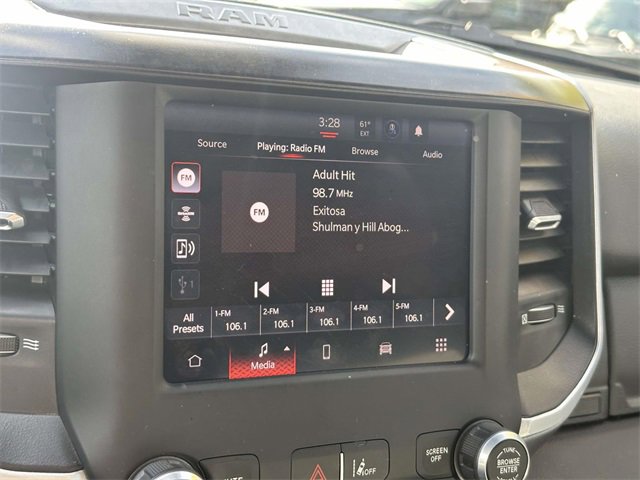 RAM
3:28 61° EXT
Source Playing: Radio FM Browse Audio
FM
Adult Hit
98.7 MHz
FM
Exitosa
Shulman y Hill Abog...
1
All Presets
1-FM 2-FM 3-FM 4-FM 5-FM
106.1 106.1 106.1 106.1 106.1
Media
SCREEN OFF
OFF
TUNE
BROWSE
ENTER